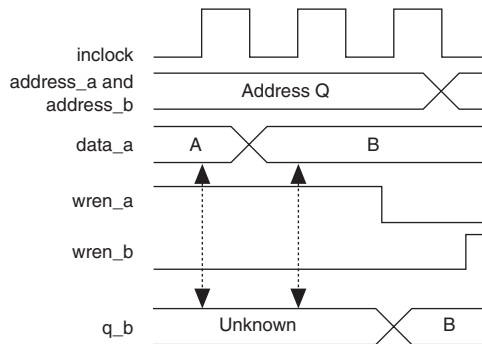 inclock
address_a and
address_b
Address Q
data_a
A
B
wren_a
wren_b
q_b
Unknown
B